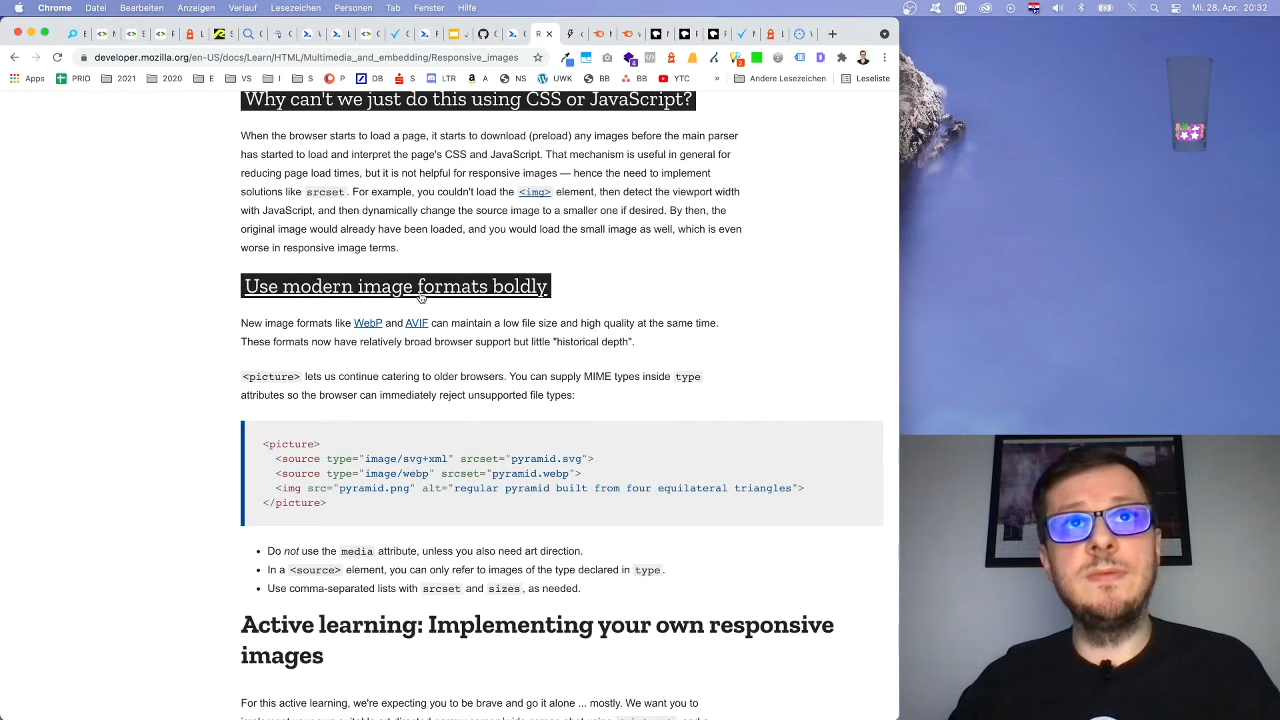 Chrome Datei Bearbeiten Anzeigen Verlauf Lesezeichen Personen Tab Fenster Hilfe Mi. 28. Apr. 20:32
developer.mozilla.org/en-US/docs/Learn/HTML/Multimedia_and_embedding/Responsive_images
Apps PRIO 2021 2020 E VS I S P DB LTR A NS UWK BB BB YTC » Andere Lesezeichen Leseliste
Why can't we just do this using CSS or JavaScript?
When the browser starts to load a page, it starts to download (preload) any images before the main parser
has started to load and interpret the page's CSS and JavaScript. That mechanism is useful in general for
reducing page load times, but it is not helpful for responsive images — hence the need to implement
solutions like srcset. For example, you couldn't load the <img> element, then detect the viewport width
with JavaScript, and then dynamically change the source image to a smaller one if desired. By then, the
original image would already have been loaded, and you would load the small image as well, which is even
worse in responsive image terms.
Use modern image formats boldly
New image formats like WebP and AVIF can maintain a low file size and high quality at the same time.
These formats now have relatively broad browser support but little "historical depth".
<picture> lets us continue catering to older browsers. You can supply MIME types inside type
attributes so the browser can immediately reject unsupported file types:
<picture>
<source type="image/svg+xml" srcset="pyramid.svg">
<source type="image/webp" srcset="pyramid.webp">
<img src="pyramid.png" alt="regular pyramid built from four equilateral triangles">
</picture>
• Do not use the media attribute, unless you also need art direction.
• In a <source> element, you can only refer to images of the type declared in type.
• Use comma-separated lists with srcset and sizes, as needed.
Active learning: Implementing your own responsive
images
For this active learning, we're expecting you to be brave and go it alone ... mostly. We want you to